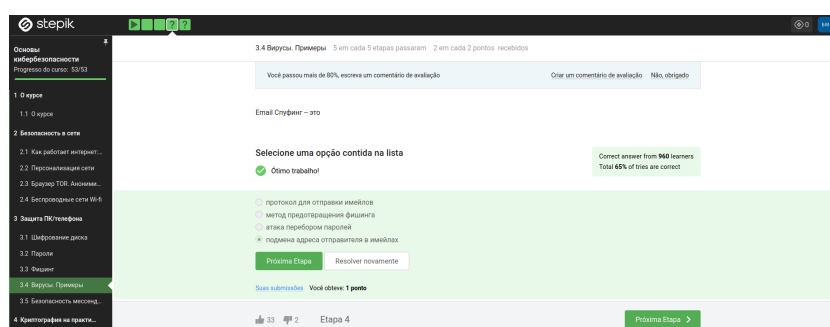 stepik
0
EM
Основы
кибербезопасности
Progresso do curso: 53/53
1 О курсе
1.1 О курсе
2 Безопасность в сети
2.1 Как работает интернет:...
2.2 Персонализация сети
2.3 Браузер TOR. Анонимн...
2.4 Беспроводные сети Wi-fi
3 Защита ПК/телефона
3.1 Шифрование диска
3.2 Пароли
3.3 Фишинг
3.4 Вирусы. Примеры
3.5 Безопасность мессенд...
4 Криптография на практи...
3.4 Вирусы. Примеры 5 em cada 5 etapas passaram 2 em cada 2 pontos recebidos
Você passou mais de 80%, escreva um comentário de avaliação Criar um comentário de avaliação Não, obrigado
Email Спуфинг – это
Selecione uma opção contida na lista
Ótimo trabalho!
Correct answer from 960 learners
Total 65% of tries are correct
протокол для отправки имейлов
метод предотвращения фишинга
атака перебором паролей
подмена адреса отправителя в имейлах
Próxima Etapa Resolver novamente
Suas submissões Você obteve: 1 ponto
33 2 Etapa 4 Próxima Etapa